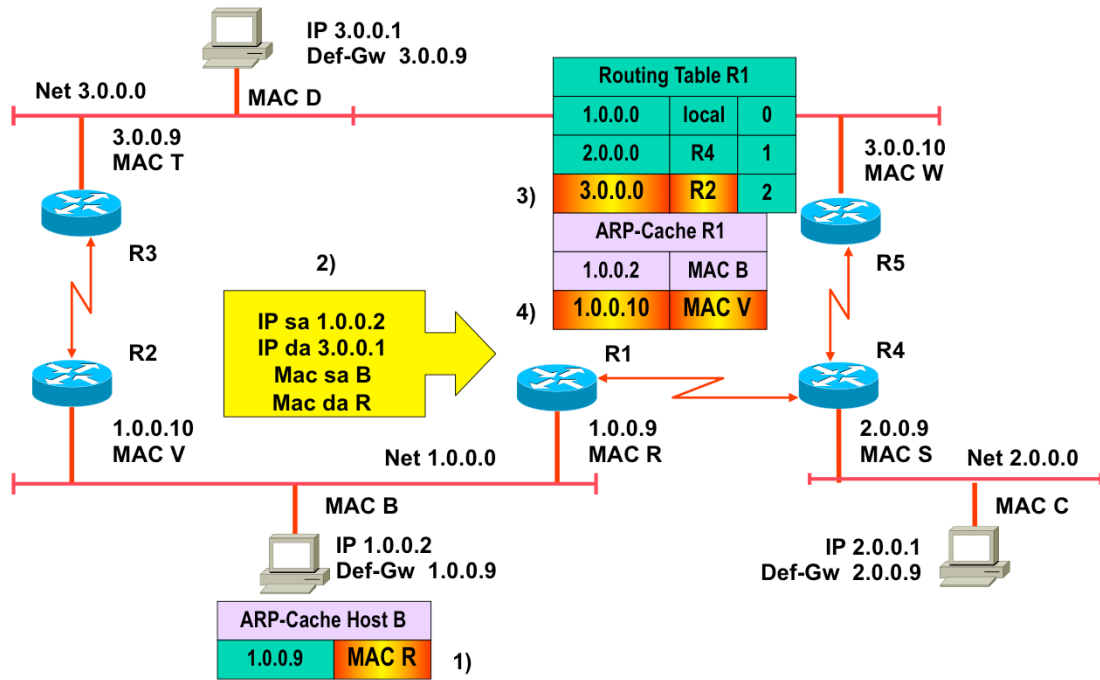 IP 3.0.0.1
Def-Gw 3.0.0.9
Net 3.0.0.0
MAC D
3.0.0.9
MAC T
R3
Routing Table R1
1.0.0.0 local 0
2.0.0.0 R4 1
3) 3.0.0.0 R2 2
ARP-Cache R1
1.0.0.2 MAC B
4) 1.0.0.10 MAC V
3.0.0.10
MAC W
R5
2)
IP sa 1.0.0.2
IP da 3.0.0.1
Mac sa B
Mac da R
R2
1.0.0.10
MAC V
R1
1.0.0.9
MAC R
R4
2.0.0.9
MAC S
Net 1.0.0.0
Net 2.0.0.0
MAC B
IP 1.0.0.2
Def-Gw 1.0.0.9
MAC C
IP 2.0.0.1
Def-Gw 2.0.0.9
ARP-Cache Host B
1.0.0.9 MAC R 1)